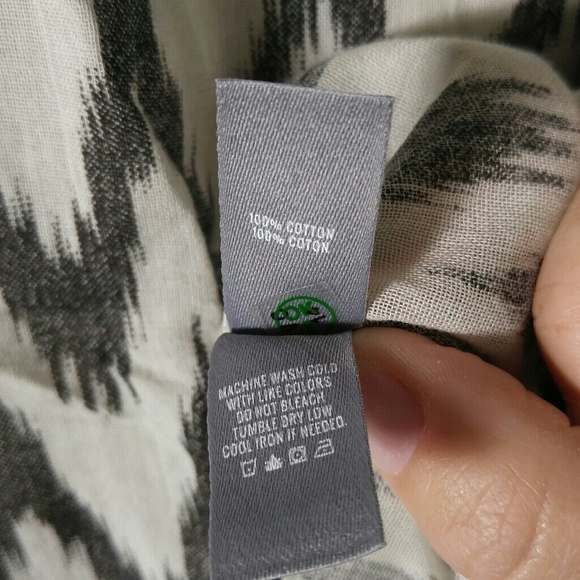 100% COTTON
100% COTON
MACHINE WASH COLD
WITH LIKE COLORS
DO NOT BLEACH
TUMBLE DRY LOW
COOL IRON IF NEEDED.